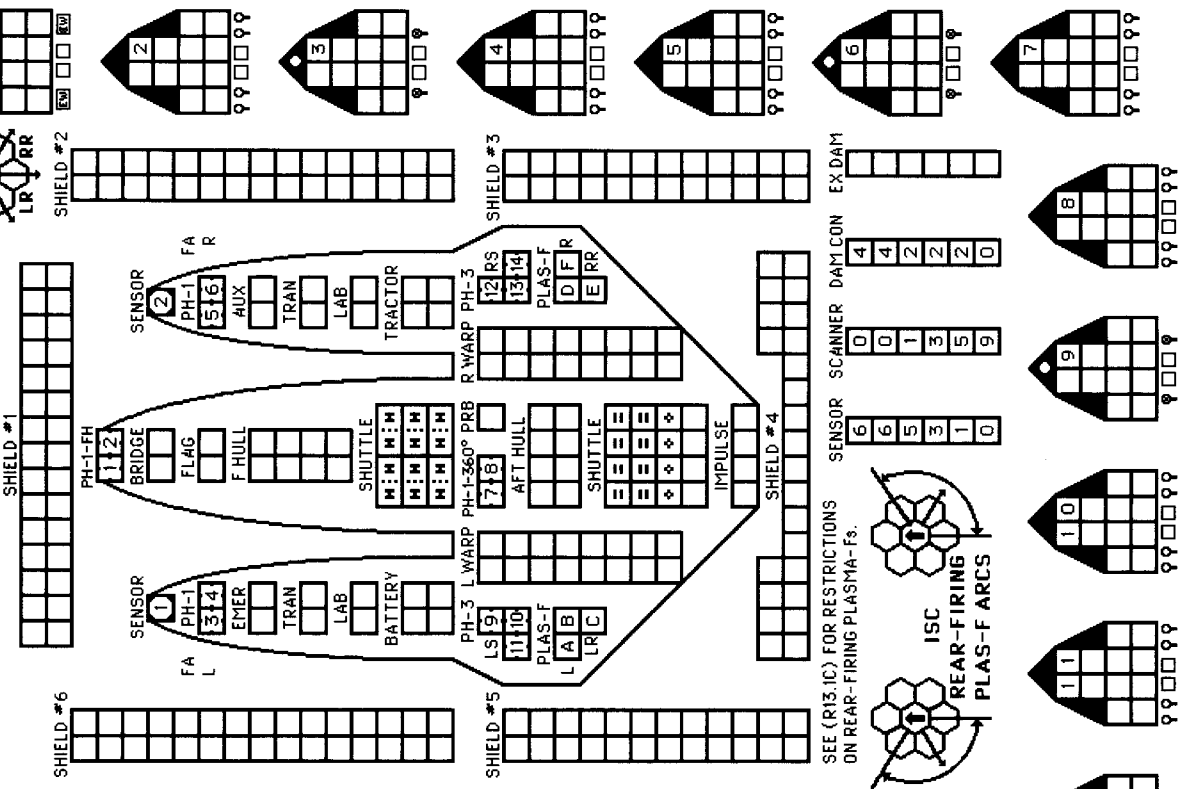 EW
EW
2
3
4
5
6
7
LR RR
SHIELD #2
SHIELD #3
EX DAM
SHIELD #1
SENSOR
2
PH-1
5 6
FA
R
AUX
TRAN
LAB
TRACTOR
PH-3
12 RS
13 14
PLAS-F
D F R
E RR
R WARP
PH-1-FH
1 2
BRIDGE
FLAG
F HULL
SHUTTLE
H H H H
H H H H
H H H H
PH-1-360°
7 8
PRB
AFT HULL
SHUTTLE
= = = =
= = = =
IMPULSE
SHIELD #4
SENSOR
1
FA
L
PH-1
3 4
EMER
TRAN
LAB
BATTERY
PH-3
LS 9
11 10
PLAS-F
L A B
LR C
L WARP
SHIELD #6
SHIELD #5
DAM CON
4 4 2 2 2 0
SCANNER
0 0 1 3 5 9
SENSOR
6 6 5 3 1 0
SEE (R13.1C) FOR RESTRICTIONS
ON REAR-FIRING PLASMA-Fs.
ISC
REAR-FIRING
PLAS-F ARCS
8
9
10
11